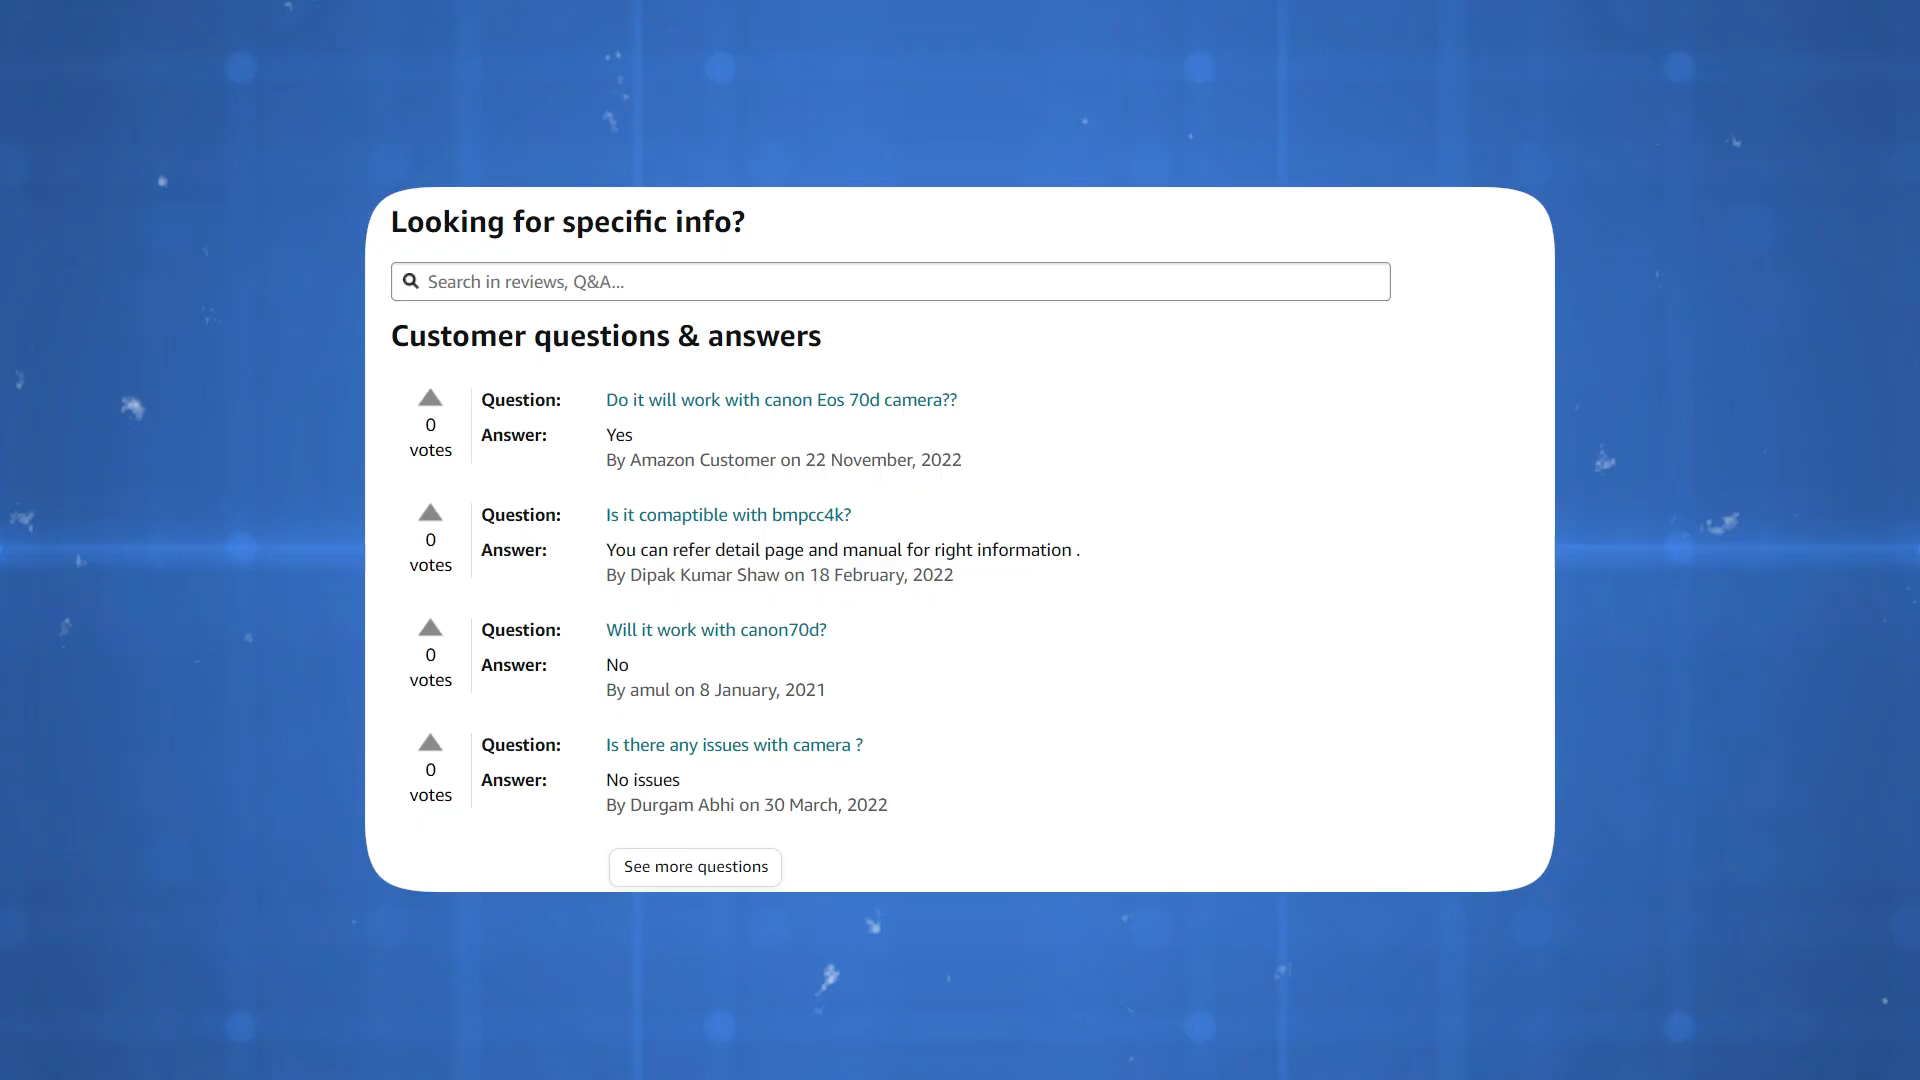 Looking for specific info?
Search in reviews, Q&A...
Customer questions & answers
0
votes
Question: Do it will work with canon Eos 70d camera??
Answer: Yes
By Amazon Customer on 22 November, 2022
0
votes
Question: Is it comaptible with bmpcc4k?
Answer: You can refer detail page and manual for right information .
By Dipak Kumar Shaw on 18 February, 2022
0
votes
Question: Will it work with canon70d?
Answer: No
By amul on 8 January, 2021
0
votes
Question: Is there any issues with camera ?
Answer: No issues
By Durgam Abhi on 30 March, 2022
See more questions